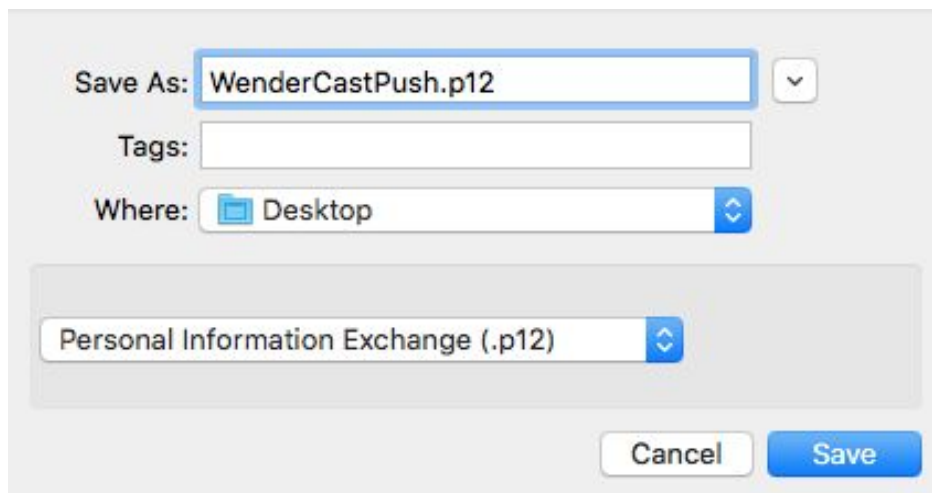 Save As: WenderCastPush.p12
Tags:
Where: Desktop
Personal Information Exchange (.p12)
Cancel Save